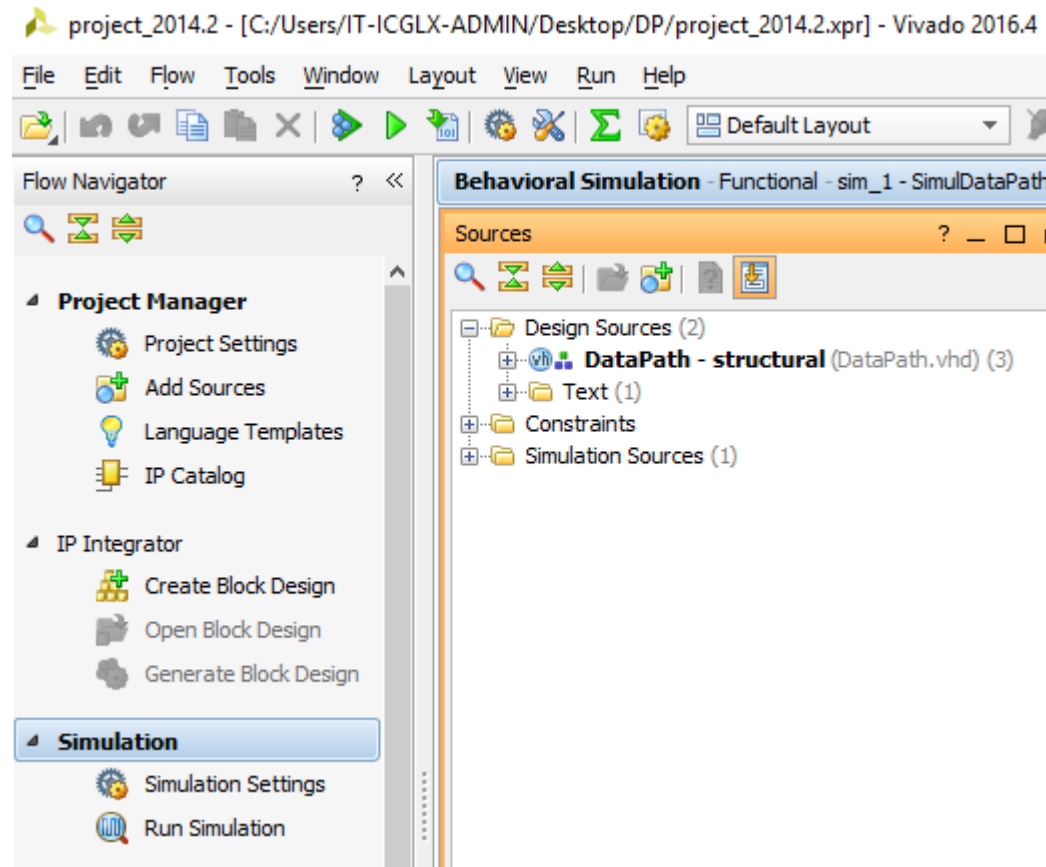 project_2014.2 - [C:/Users/IT-ICGLX-ADMIN/Desktop/DP/project_2014.2.xpr] - Vivado 2016.4
File Edit Flow Tools Window Layout View Run Help
Default Layout
Flow Navigator ? «
Project Manager
Project Settings
Add Sources
Language Templates
IP Catalog
IP Integrator
Create Block Design
Open Block Design
Generate Block Design
Simulation
Simulation Settings
Run Simulation
Behavioral Simulation - Functional - sim_1 - SimulDataPath
Sources ?
Design Sources (2)
DataPath - structural (DataPath.vhd) (3)
Text (1)
Constraints
Simulation Sources (1)